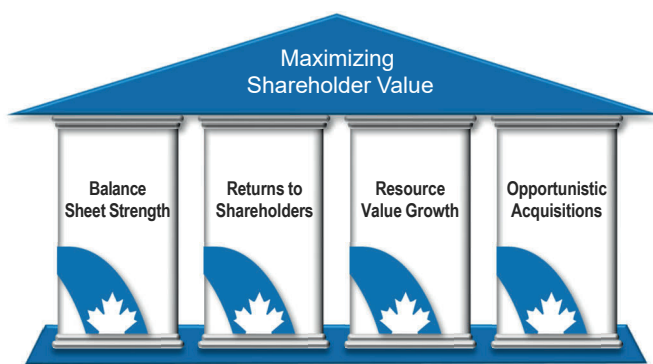 Maximizing
Shareholder Value
Balance
Sheet Strength
Returns to
Shareholders
Resource
Value Growth
Opportunistic
Acquisitions